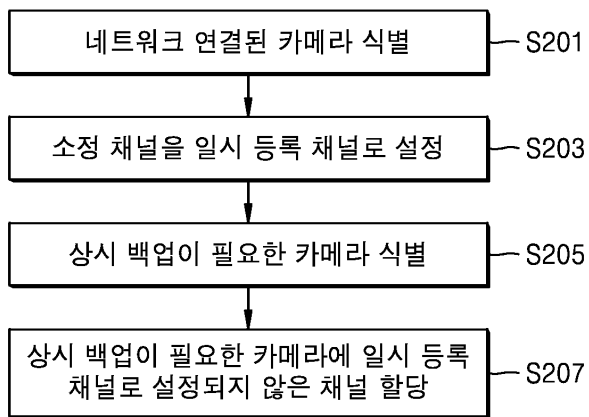 네트워크 연결된 카메라 식별
S201
소정 채널을 일시 등록 채널로 설정
S203
상시 백업이 필요한 카메라 식별
S205
상시 백업이 필요한 카메라에 일시 등록
채널로 설정되지 않은 채널 할당
S207